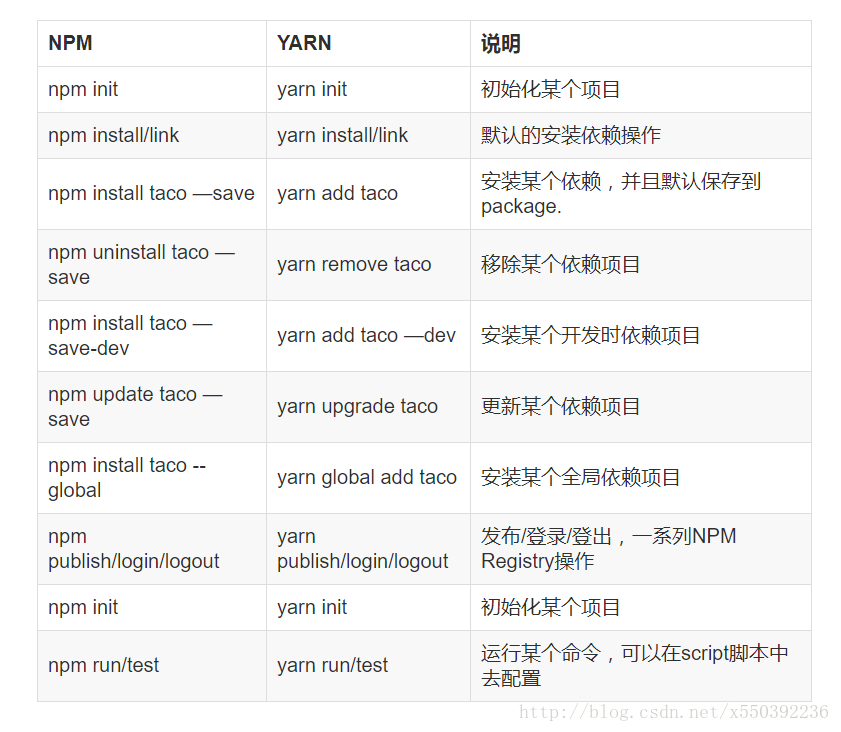 NPM YARN 说明
npm init yarn init 初始化某个项目
npm install/link yarn install/link 默认的安装依赖操作
npm install taco —save yarn add taco 安装某个依赖，并且默认保存到
package.
npm uninstall taco —
save
yarn remove taco 移除某个依赖项目
npm install taco —
save-dev
yarn add taco —dev 安装某个开发时依赖项目
npm update taco —
save
yarn upgrade taco 更新某个依赖项目
npm install taco --
global
yarn global add taco 安装某个全局依赖项目
npm
publish/login/logout
yarn
publish/login/logout
发布/登录/登出，一系列NPM
Registry操作
npm init yarn init 初始化某个项目
npm run/test yarn run/test 运行某个命令，可以在script脚本中
去配置
http://blog.csdn.net/x550392236